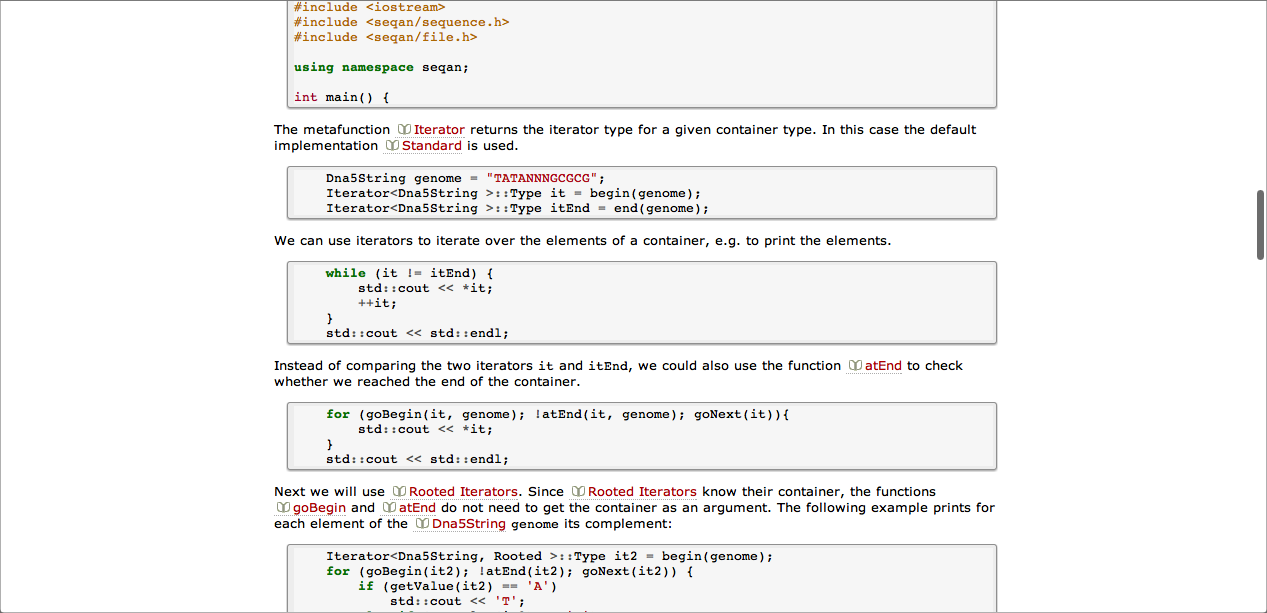 #include <iostream>
#include <seqan/sequence.h>
#include <seqan/file.h>
using namespace seqan;
int main() {
The metafunction Iterator returns the iterator type for a given container type. In this case the default
implementation Standard is used.
Dna5String genome = "TATANNNGCGCG";
Iterator<Dna5String >::Type it = begin(genome);
Iterator<Dna5String >::Type itEnd = end(genome);
We can use iterators to iterate over the elements of a container, e.g. to print the elements.
while (it != itEnd) {
std::cout << *it;
++it;
}
std::cout << std::endl;
Instead of comparing the two iterators it and itEnd, we could also use the function atEnd to check
whether we reached the end of the container.
for (goBegin(it, genome); !atEnd(it, genome); goNext(it)){
std::cout << *it;
}
std::cout << std::endl;
Next we will use Rooted Iterators. Since Rooted Iterators know their container, the functions
goBegin and atEnd do not need to get the container as an argument. The following example prints for
each element of the Dna5String genome its complement:
Iterator<Dna5String, Rooted >::Type it2 = begin(genome);
for (goBegin(it2); !atEnd(it2); goNext(it2)) {
if (getValue(it2) == 'A')
std::cout << 'T';